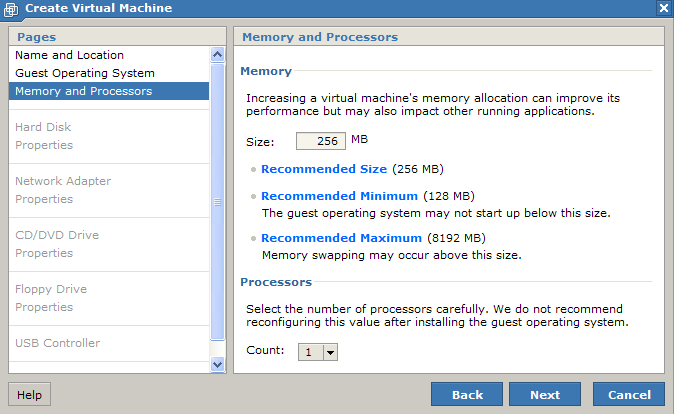 Create Virtual Machine
Pages
Name and Location
Guest Operating System
Memory and Processors
Hard Disk
Properties
Network Adapter
Properties
CD/DVD Drive
Properties
Floppy Drive
Properties
USB Controller
Memory and Processors
Memory
Increasing a virtual machine's memory allocation can improve its
performance but may also impact other running applications.
Size: 256 MB
Recommended Size (256 MB)
Recommended Minimum (128 MB)
The guest operating system may not start up below this size.
Recommended Maximum (8192 MB)
Memory swapping may occur above this size.
Processors
Select the number of processors carefully. We do not recommend
reconfiguring this value after installing the guest operating system.
Count: 1
Help
Back
Next
Cancel